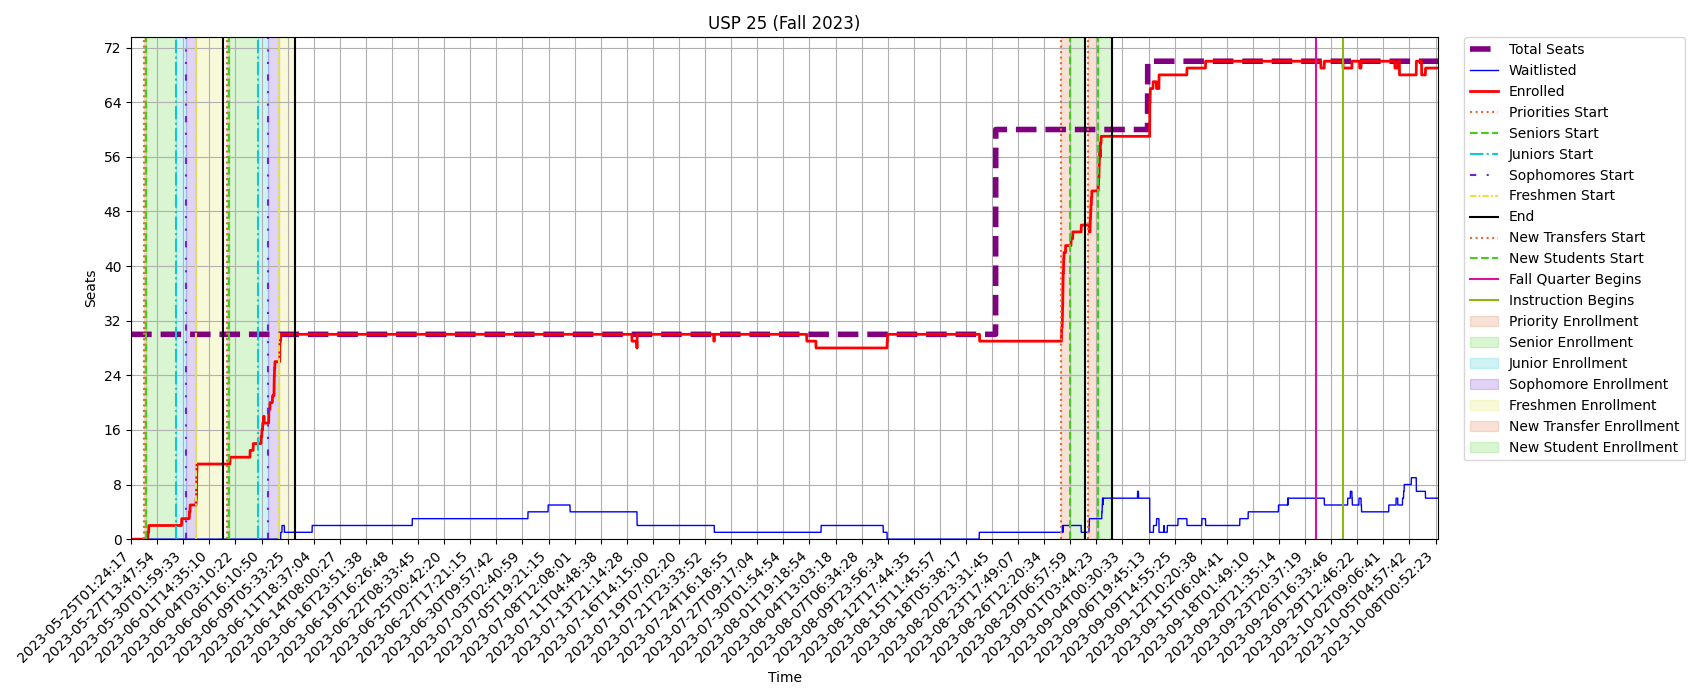 USP 25 (Fall 2023)
72
64
56
48
40
32
24
16
8
0
Seats
2023-05-25T01:24:17
2023-05-27T13:47:54
2023-05-30T01:59:33
2023-06-01T14:35:10
2023-06-04T03:10:22
2023-06-06T16:10:50
2023-06-09T05:33:25
2023-06-11T18:37:04
2023-06-14T08:00:27
2023-06-16T23:51:38
2023-06-19T16:26:48
2023-06-22T08:33:45
2023-06-25T00:42:20
2023-06-27T17:21:15
2023-06-30T09:57:42
2023-07-03T02:40:59
2023-07-05T19:21:15
2023-07-08T12:08:01
2023-07-11T04:48:38
2023-07-13T21:14:28
2023-07-16T14:15:00
2023-07-19T07:02:20
2023-07-21T23:33:52
2023-07-24T16:18:55
2023-07-27T09:17:04
2023-07-30T01:54:54
2023-08-01T19:18:54
2023-08-04T13:03:18
2023-08-07T06:34:28
2023-08-09T23:56:34
2023-08-12T17:44:35
2023-08-15T11:45:57
2023-08-18T05:38:17
2023-08-20T23:31:45
2023-08-23T17:49:07
2023-08-26T12:20:34
2023-08-29T06:57:59
2023-09-01T03:44:23
2023-09-04T00:30:33
2023-09-06T19:45:13
2023-09-09T14:55:25
2023-09-12T10:20:38
2023-09-15T06:04:41
2023-09-18T01:49:10
2023-09-20T21:35:14
2023-09-23T20:37:19
2023-09-26T16:33:46
2023-09-29T12:46:22
2023-10-02T09:06:41
2023-10-05T04:57:42
2023-10-08T00:52:23
Time
Total Seats
Waitlisted
Enrolled
Priorities Start
Seniors Start
Juniors Start
Sophomores Start
Freshmen Start
End
New Transfers Start
New Students Start
Fall Quarter Begins
Instruction Begins
Priority Enrollment
Senior Enrollment
Junior Enrollment
Sophomore Enrollment
Freshmen Enrollment
New Transfer Enrollment
New Student Enrollment